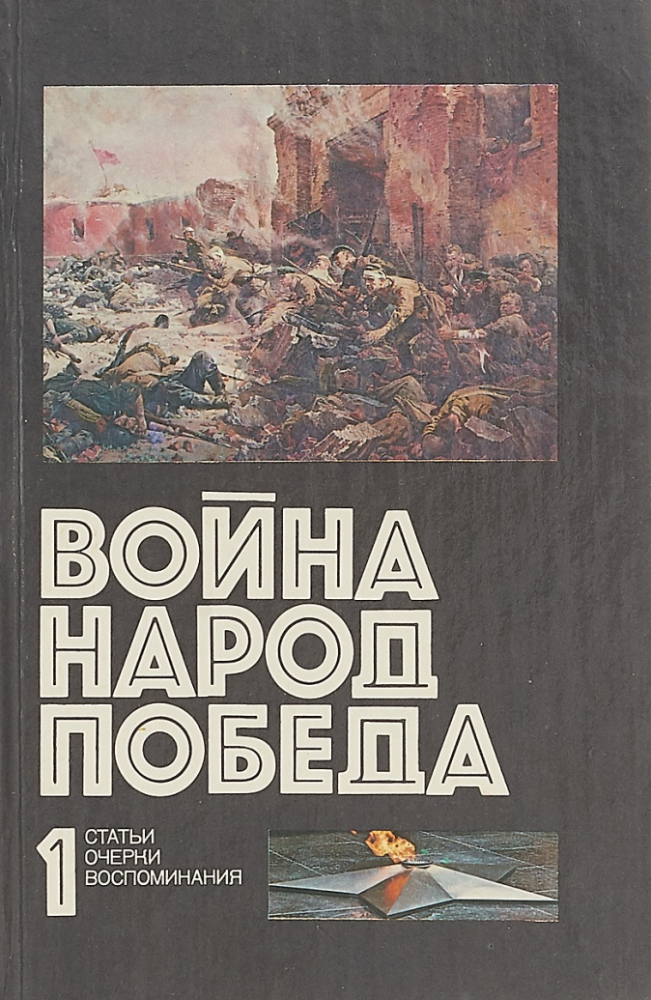 ВОЙНА
НАРОД
ПОБЕДА
1
СТАТЬИ
ОЧЕРКИ
ВОСПОМИНАНИЯ